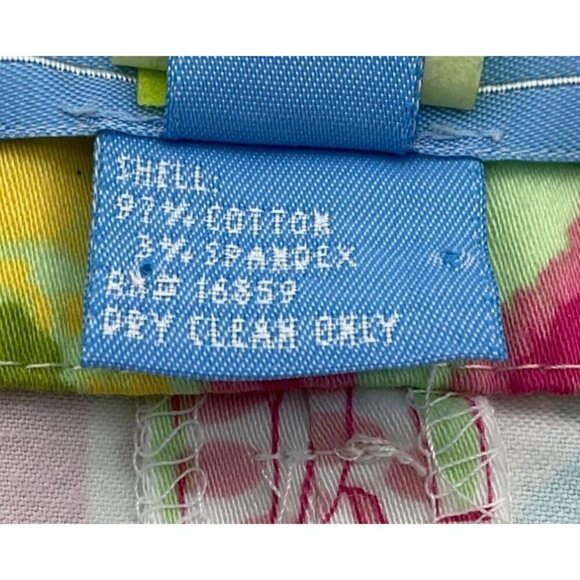 SHELL
97% COTTON
3% SPANDEX
RN# 16859
DRY CLEAN ONLY